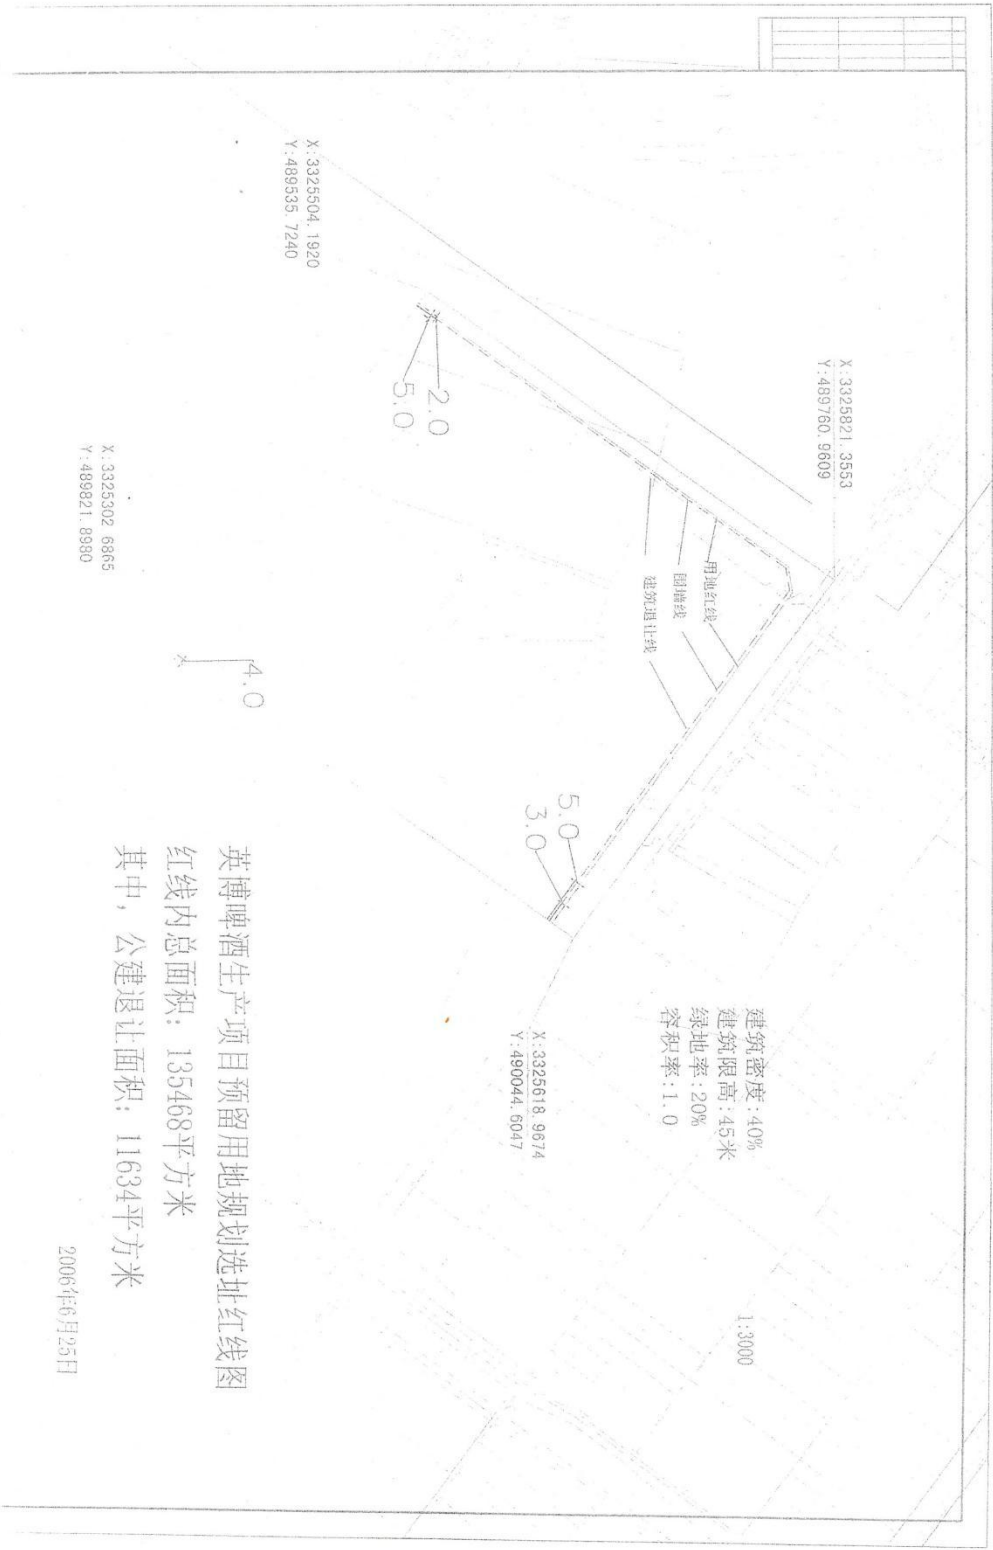 X:3325821.3553
Y:489760.9609
X:3325504.1920
Y:489535.7240
2.0
5.0
用地红线
围墙线
建筑退让线
建筑密度:40%
建筑限高:45米
绿地率:20%
容积率:1.0
1:3000
5.0
3.0
X:3325618.9674
Y:490044.6047
X:3325302.6865
Y:489821.8980
4.0
英博啤酒生产项目预留用地规划选址红线图
红线内总面积：135468平方米
其中，公建退让面积：11634平方米
2006年6月25日